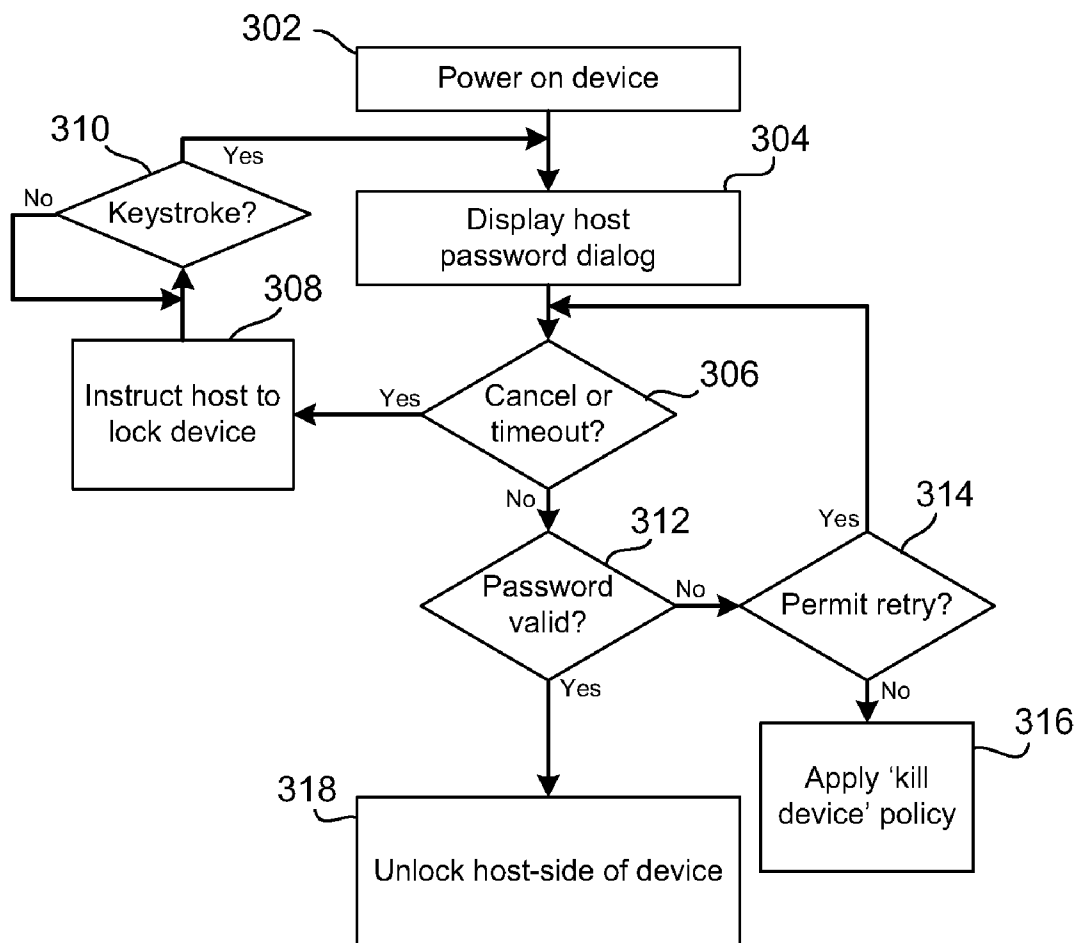 302
Power on device
310
Yes
304
No
Keystroke?
Display host
password dialog
308
Instruct host to
lock device
Yes
Cancel or
timeout?
306
No
312
Yes
314
Password
valid?
No
Permit retry?
Yes
No
316
318
Apply ‘kill
device’ policy
Unlock host-side of device